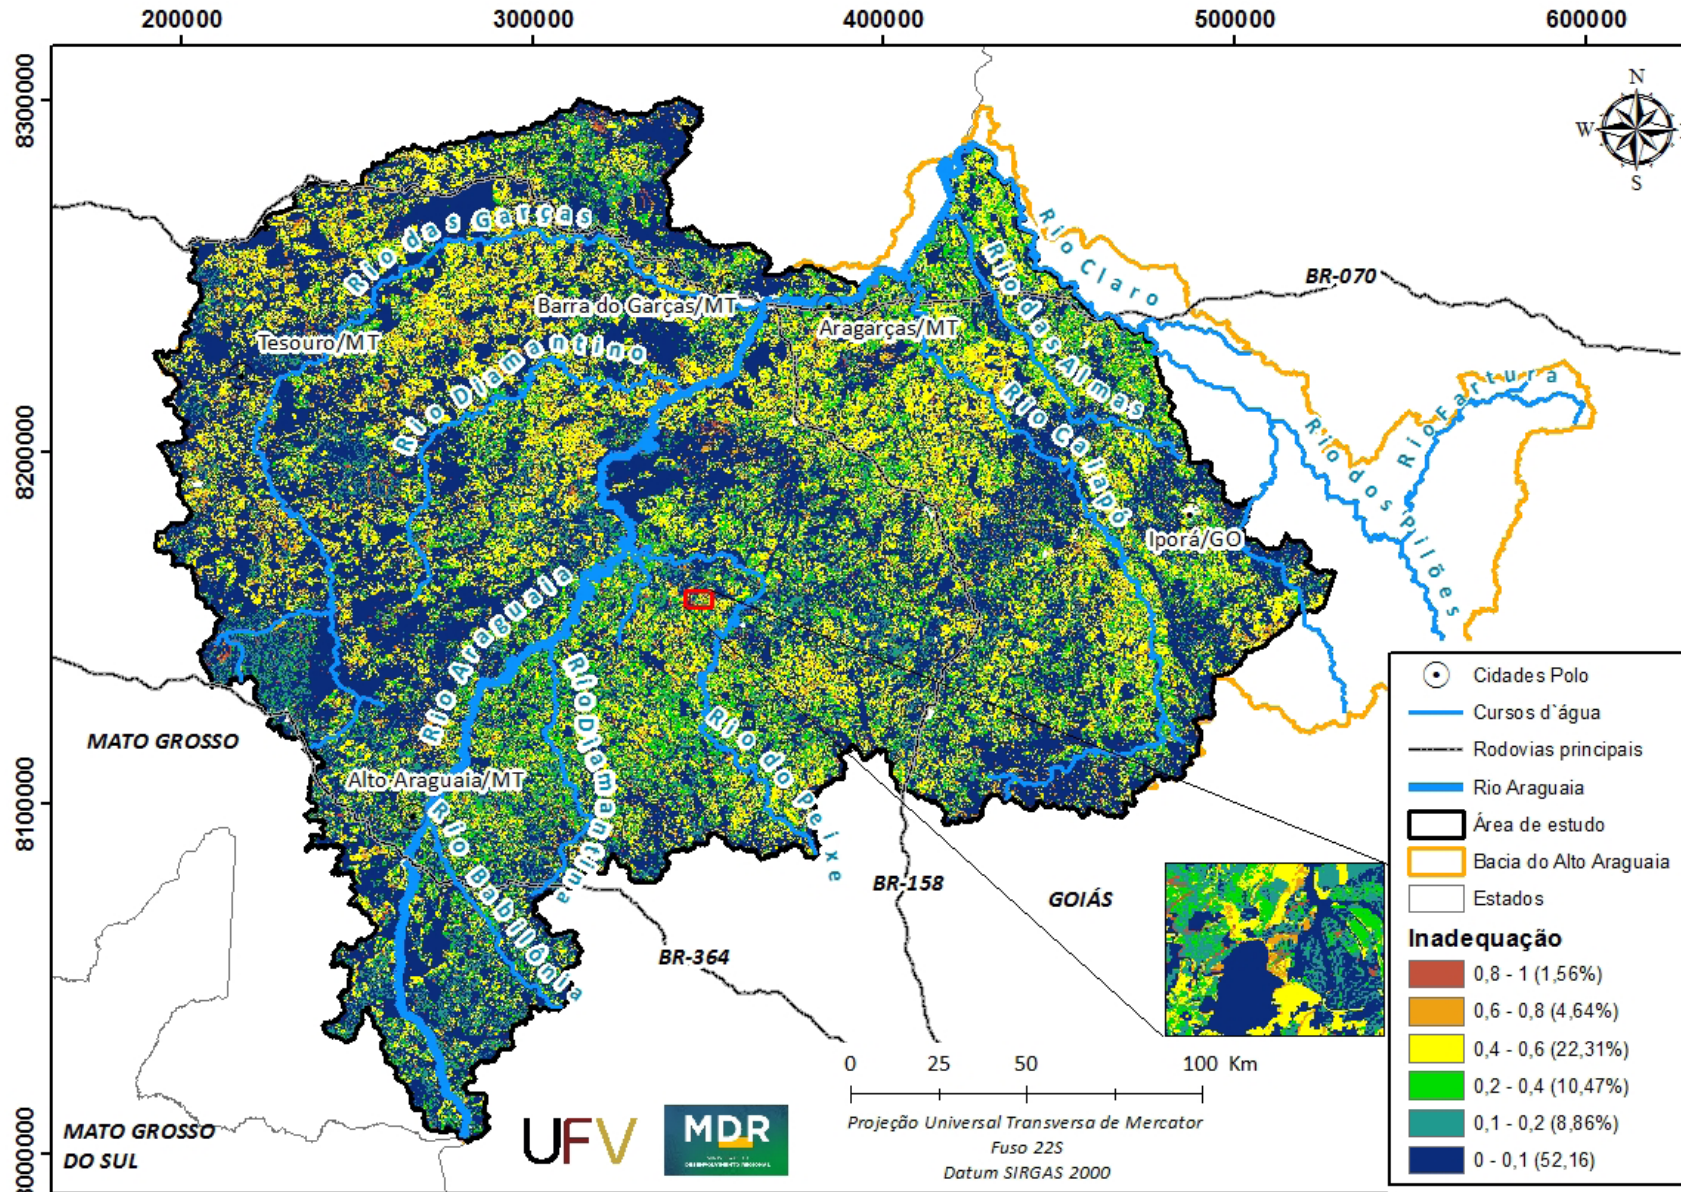 200000
300000
400000
500000
600000
8300000
8200000
8100000
8000000
N
W
S
Rio das Garças
Barra do Garças/MT
Tesouro/MT
Rio Diamantino
Aragarças/MT
Rio Claro
BR-070
Rio das Almas
Rio Caiapó
Rio Fartura
Rio dos Pilões
Iporá/GO
Rio Araguaia
MATO GROSSO
Alto Araguaia/MT
Rio Diamantina
Rio do Peixe
Rio Babilônia
BR-158
GOIÁS
BR-364
MATO GROSSO
DO SUL
Cidades Polo
Cursos d`água
Rodovias principais
Rio Araguaia
Área de estudo
Bacia do Alto Araguaia
Estados
Inadequação
0,8 - 1 (1,56%)
0,6 - 0,8 (4,64%)
0,4 - 0,6 (22,31%)
0,2 - 0,4 (10,47%)
0,1 - 0,2 (8,86%)
0 - 0,1 (52,16)
0 25 50 100 Km
Projeção Universal Transversa de Mercator
Fuso 22S
Datum SIRGAS 2000
UFV
MDR
DESENVOLVIMENTO REGIONAL